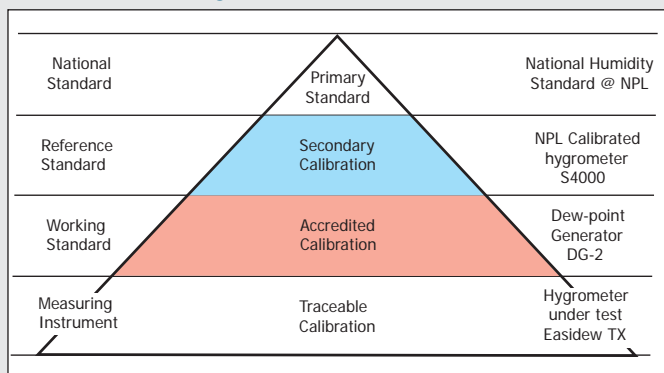 National
Standard
Primary
Standard
National Humidity
Standard @ NPL
Reference
Standard
Secondary
Calibration
NPL Calibrated
hygrometer
S4000
Working
Standard
Accredited
Calibration
Dew-point
Generator
DG-2
Measuring
Instrument
Traceable
Calibration
Hygrometer
under test
Easidew TX